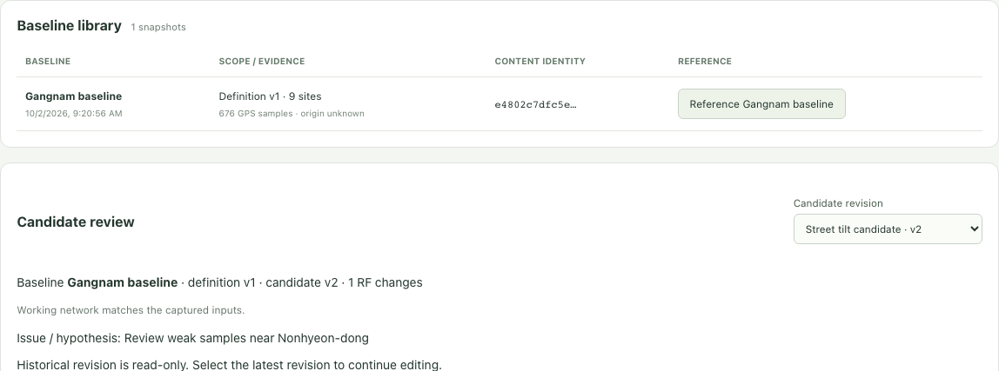 Baseline library 1 snapshots
BASELINE SCOPE / EVIDENCE CONTENT IDENTITY REFERENCE
Gangnam baseline Definition v1 · 9 sites e4802c7dfc5e… Reference Gangnam baseline
10/2/2026, 9:20:56 AM 676 GPS samples · origin unknown
Candidate revision
Candidate review Street tilt candidate · v2
Baseline Gangnam baseline · definition v1 · candidate v2 · 1 RF changes
Working network matches the captured inputs.
Issue / hypothesis: Review weak samples near Nonhyeon-dong
Historical revision is read-only. Select the latest revision to continue editing.